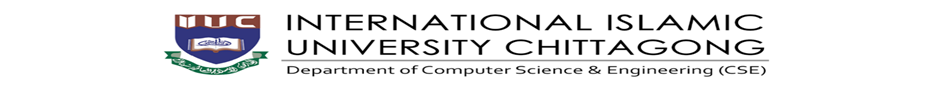 IIUC
INTERNATIONAL ISLAMIC
UNIVERSITY CHITTAGONG
Department of Computer Science & Engineering (CSE)